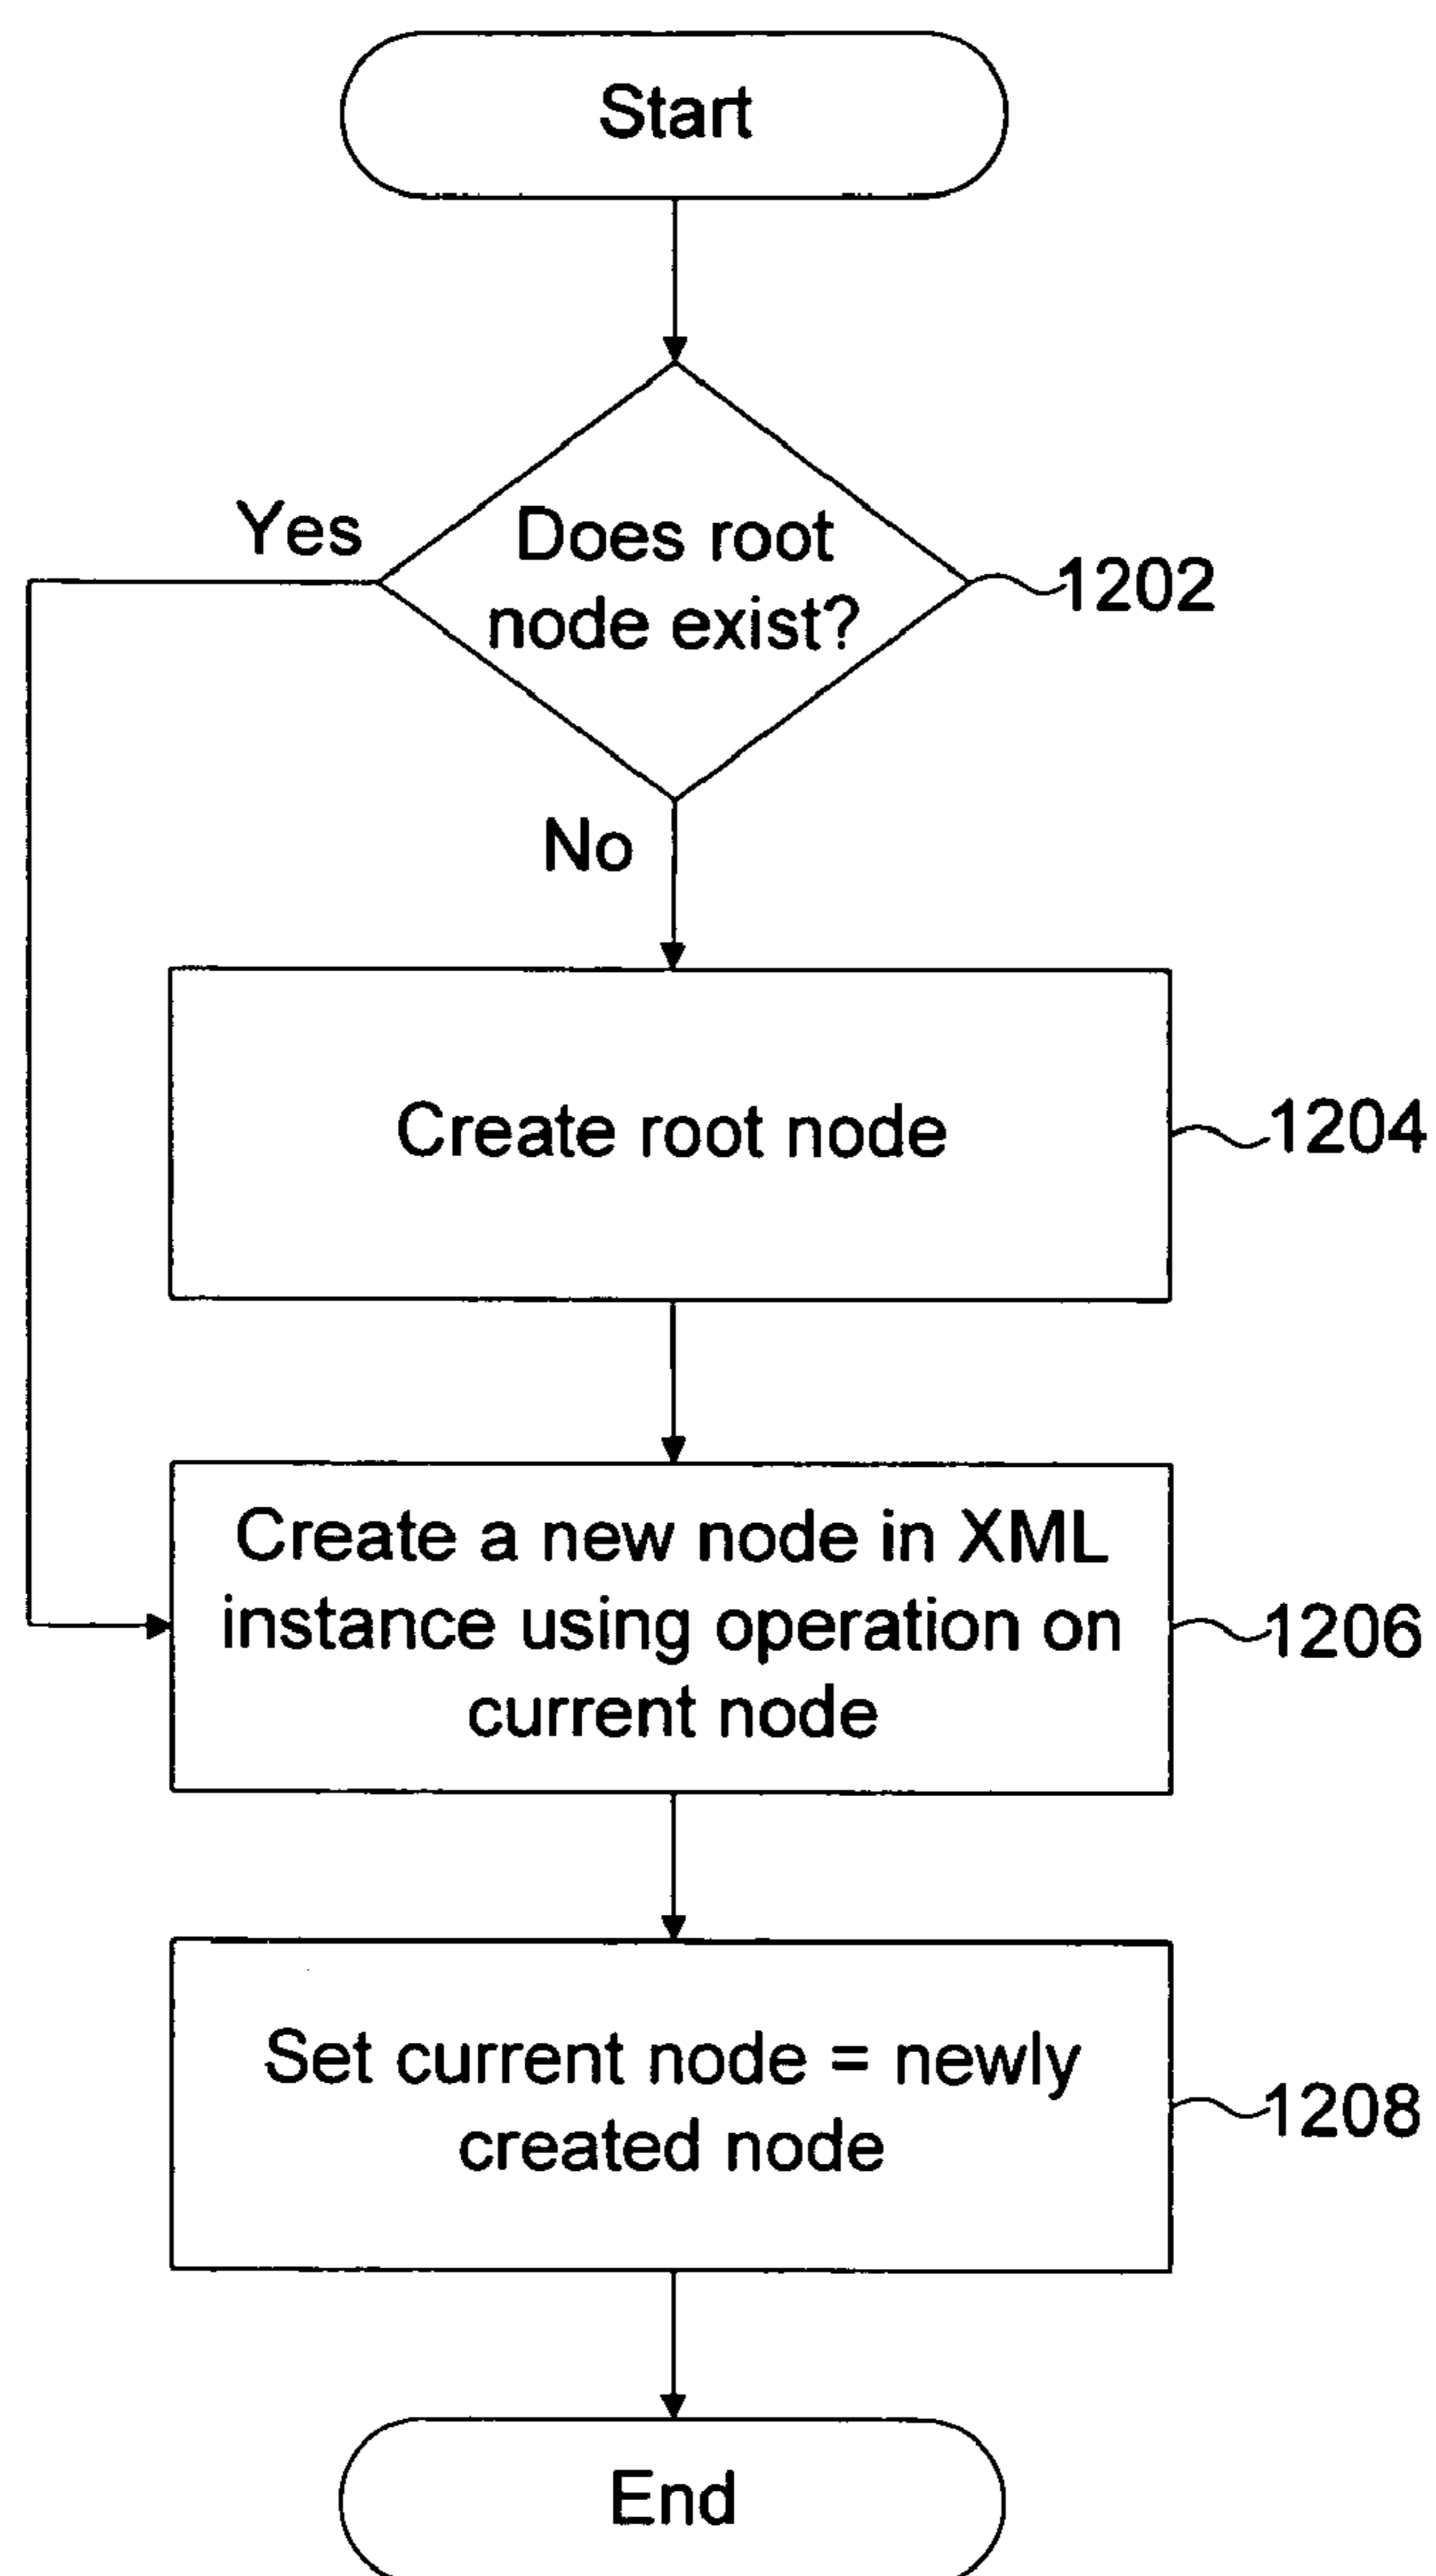 Start
Does root
node exist?
Yes
1202
No
Create root node
1204
Create a new node in XML
instance using operation on
current node
1206
Set current node = newly
created node
1208
End